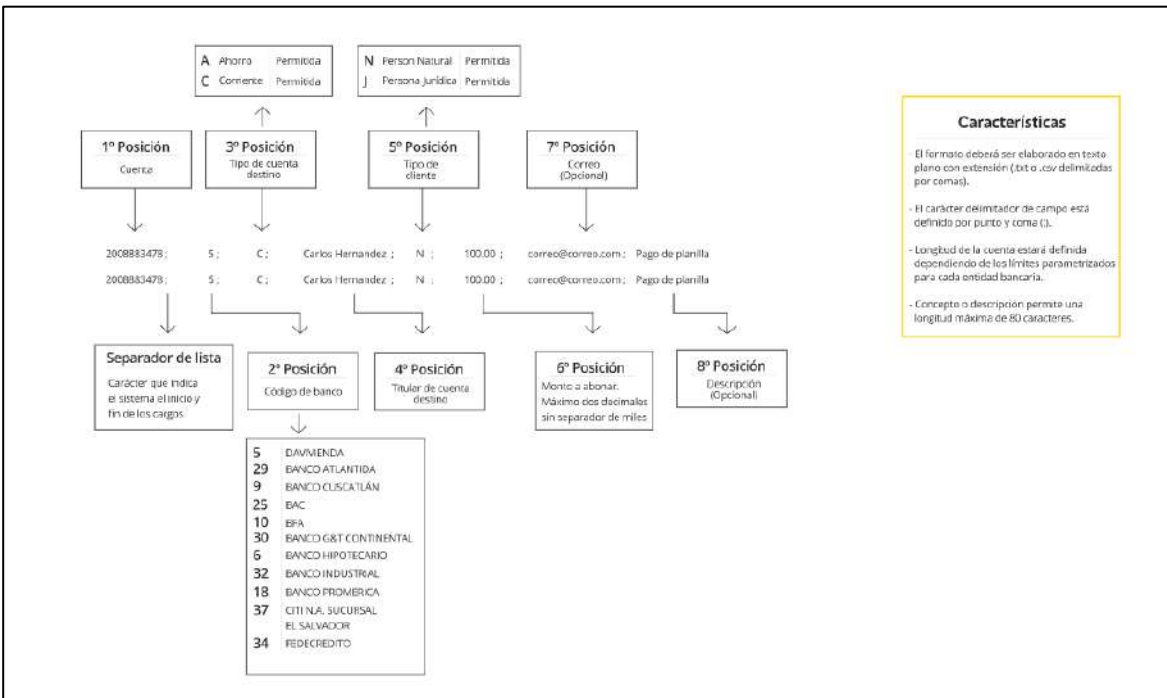 A Ahorro Permitida
C Corriente Permitida
N Person Natural Permitida
J Persona Jurídica Permitida
1º Posición
Cuenta
3º Posición
Tipo de cuenta
destino
5º Posición
Tipo de
cliente
7º Posición
Correo
(Opcional)
2008883478; 5; C; Carlos Hernandez; N; 100.00; correo@correo.com; Pago de planilla
2008883478; 5; C; Carlos Hernandez; N; 100.00; correo@correo.com; Pago de planilla
Separador de lista
Carácter que indica
el sistema el inicio y
fin de los cargos
2º Posición
Código de banco
4º Posición
Titular de cuenta
destino
6º Posición
Monto a abonar.
Máximo dos decimales
sin separador de miles
8º Posición
Descripción
(Opcional)
5 DAVIVIENDA
29 BANCO ATLANTIDA
9 BANCO CUSCATLÁN
25 BAC
10 BFA
30 BANCO G&T CONTINENTAL
6 BANCO HIPOTECARIO
32 BANCO INDUSTRIAL
18 BANCO PROMERICA
37 CITI N.A. SUCURSAL
EL SALVADOR
34 FEDECREDITO
Características
- El formato deberá ser elaborado en texto
plano con extensión (.txt o .csv delimitadas
por comas).
- El carácter delimitador de campo está
definido por punto y coma (;).
- Longitud de la cuenta estará definida
dependiendo de los límites parametrizados
para cada entidad bancaria.
- Concepto o descripción permite una
longitud máxima de 80 caracteres.